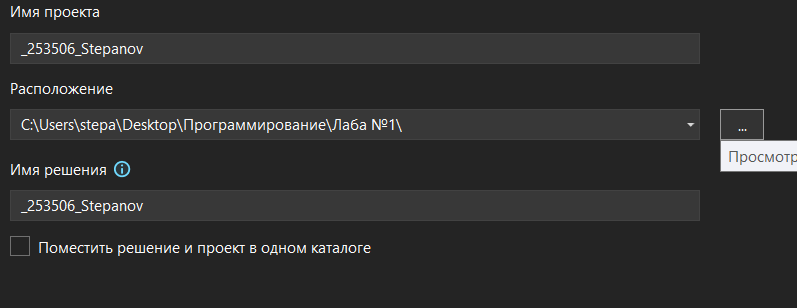 Имя проекта
_253506_Stepanov
Расположение
C:\Users\stepa\Desktop\Программирование\Лаба №1\
...
Просмотр
Имя решения
_253506_Stepanov
Поместить решение и проект в одном каталоге